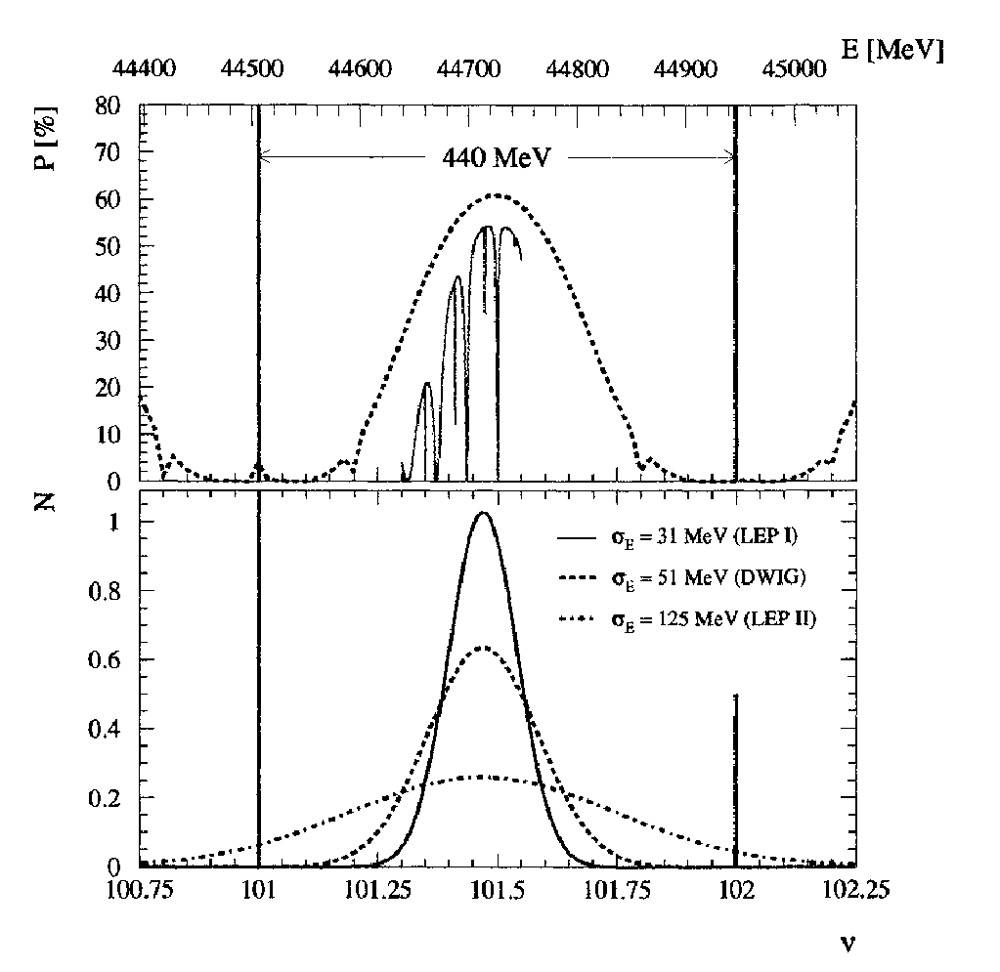 E [MeV]
44400 44500 44600 44700 44800 44900 45000
P [%]
80
70
440 MeV
60
50
40
30
20
10
0
N
1
σE = 31 MeV (LEP I)
σE = 51 MeV (DWIG)
0.8
σE = 125 MeV (LEP II)
0.6
0.4
0.2
0
100.75 101 101.25 101.5 101.75 102 102.25
ν